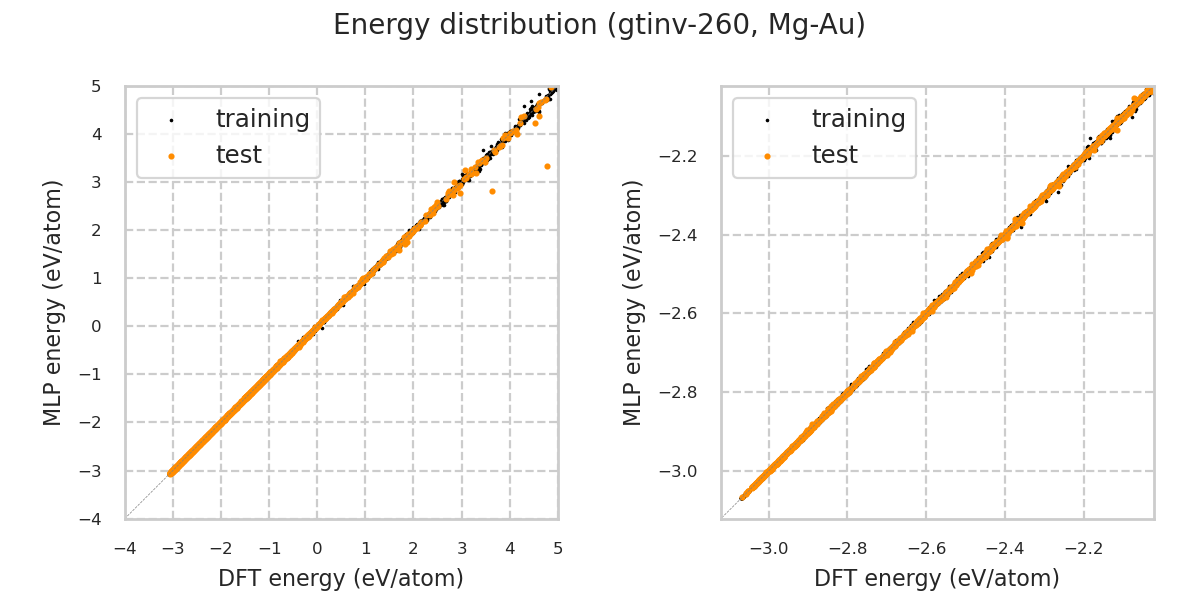 Energy distribution (gtinv-260, Mg-Au)
training
test
5
4
3
2
1
0
−1
−2
−3
−4
MLP energy (eV/atom)
−4 −3 −2 −1 0 1 2 3 4 5
DFT energy (eV/atom)
training
test
−2.2
−2.4
−2.6
−2.8
−3.0
MLP energy (eV/atom)
−3.0 −2.8 −2.6 −2.4 −2.2
DFT energy (eV/atom)